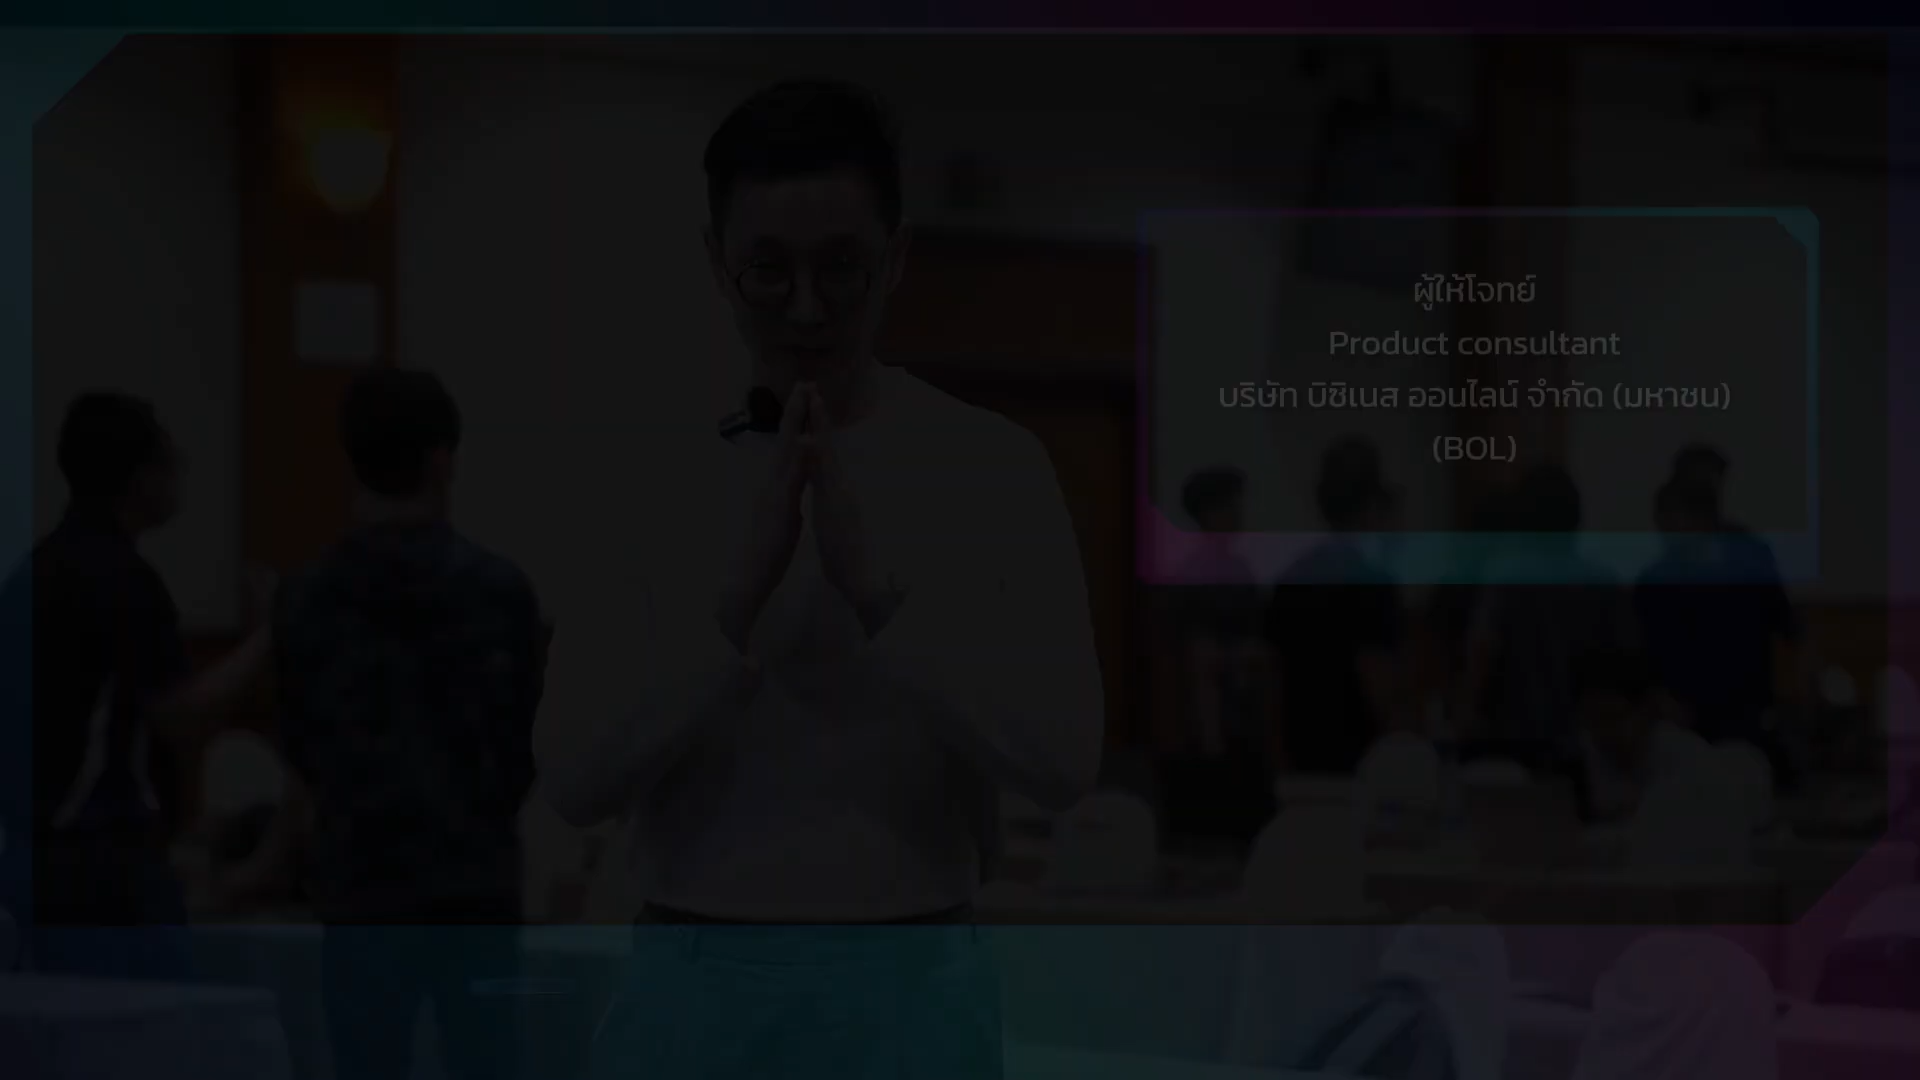 ผู้ให้โจทย์
Product consultant
บริษัท บิซิเนส ออนไลน์ จำกัด (มหาชน)
(BOL)